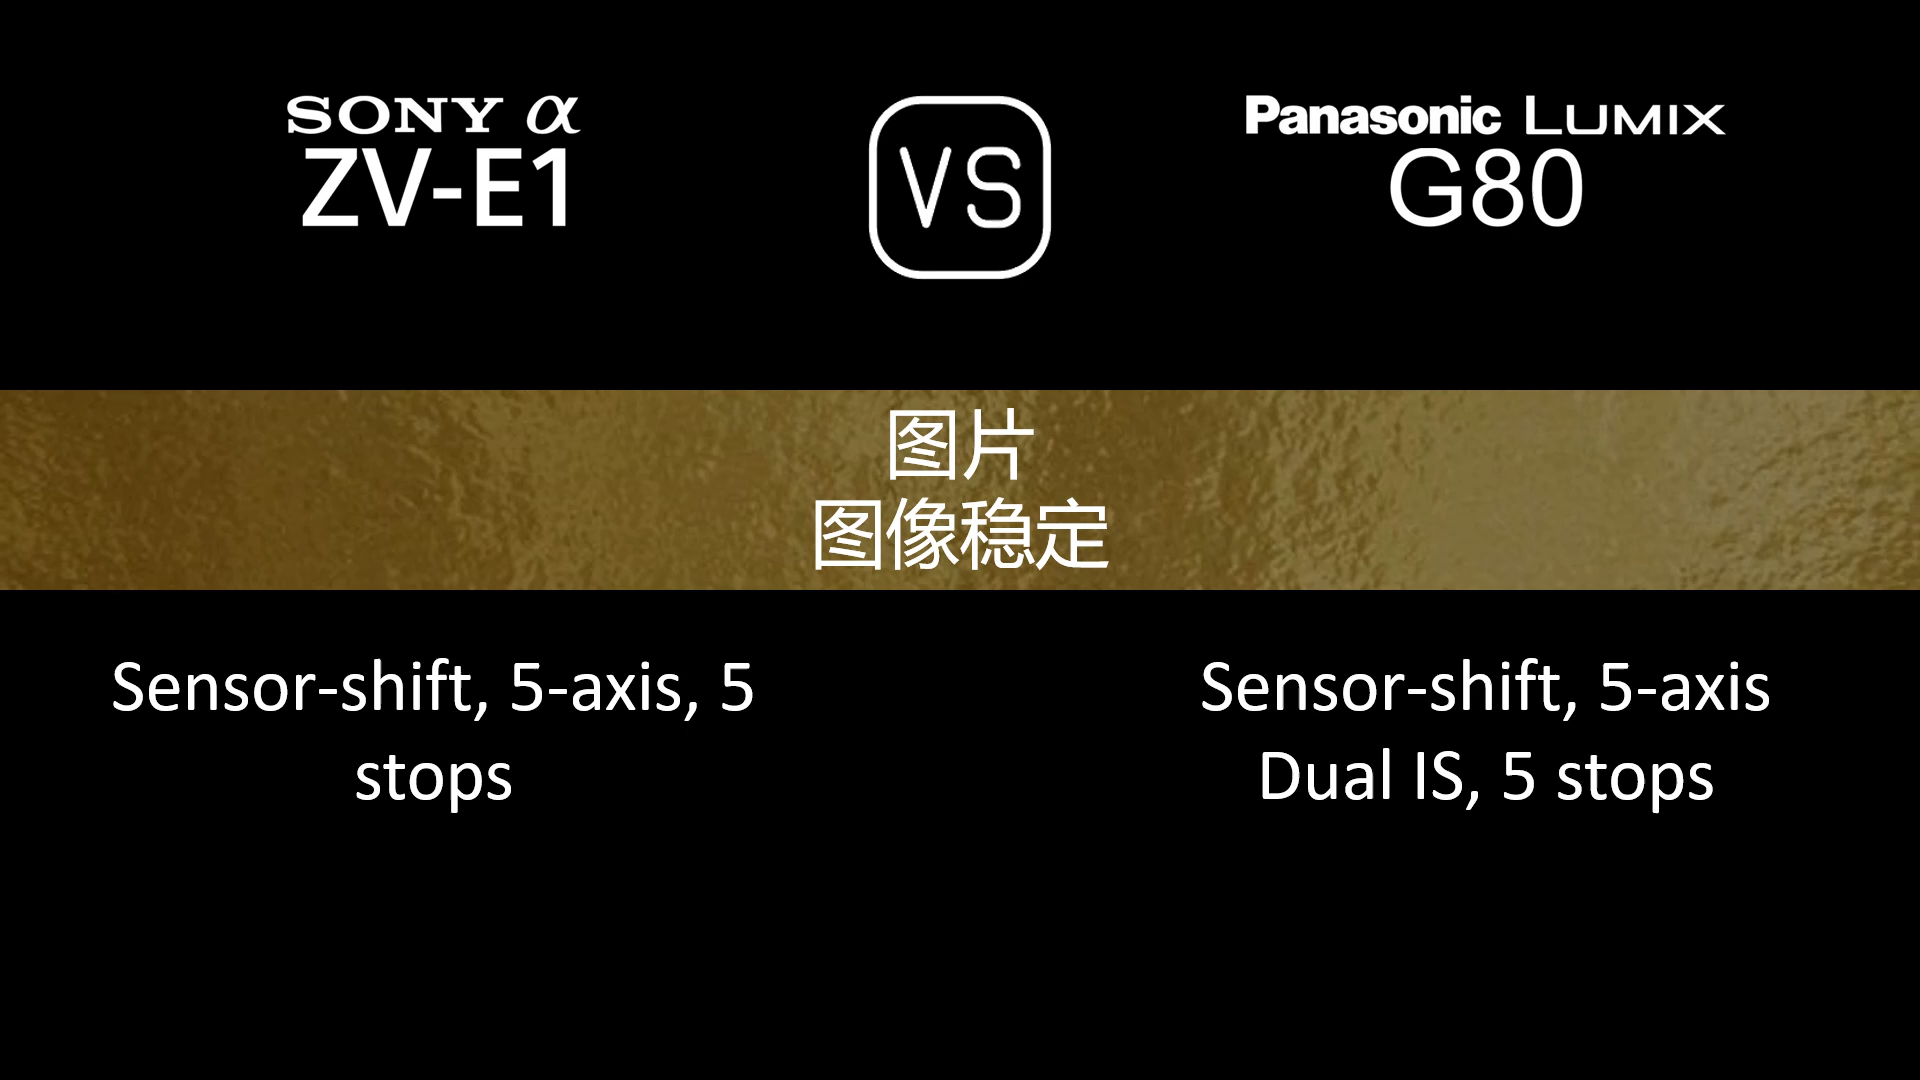 SONY α
ZV-E1
VS
Panasonic LUMIX
G80
图片
图像稳定
Sensor-shift, 5-axis, 5
stops
Sensor-shift, 5-axis
Dual IS, 5 stops